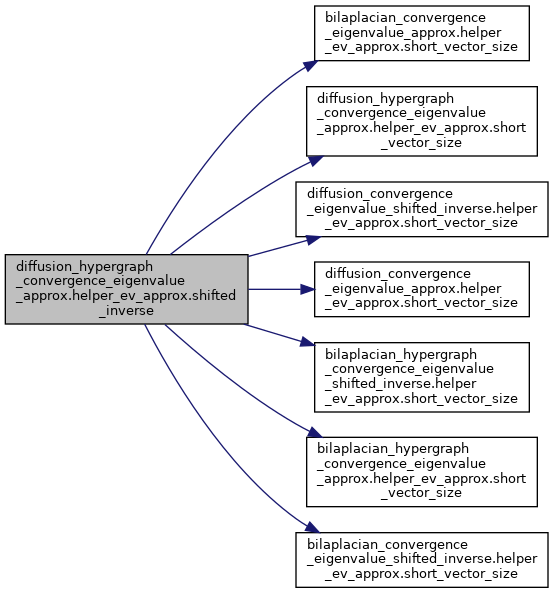 bilaplacian_convergence
_eigenvalue_approx.helper
_ev_approx.short_vector_size
diffusion_hypergraph
_convergence_eigenvalue
_approx.helper_ev_approx.short
_vector_size
diffusion_convergence
_eigenvalue_shifted_inverse.helper
_ev_approx.short_vector_size
diffusion_hypergraph
_convergence_eigenvalue
_approx.helper_ev_approx.shifted
_inverse
diffusion_convergence
_eigenvalue_approx.helper
_ev_approx.short_vector_size
bilaplacian_hypergraph
_convergence_eigenvalue
_shifted_inverse.helper
_ev_approx.short_vector_size
bilaplacian_hypergraph
_convergence_eigenvalue
_approx.helper_ev_approx.short
_vector_size
bilaplacian_convergence
_eigenvalue_shifted_inverse.helper
_ev_approx.short_vector_size